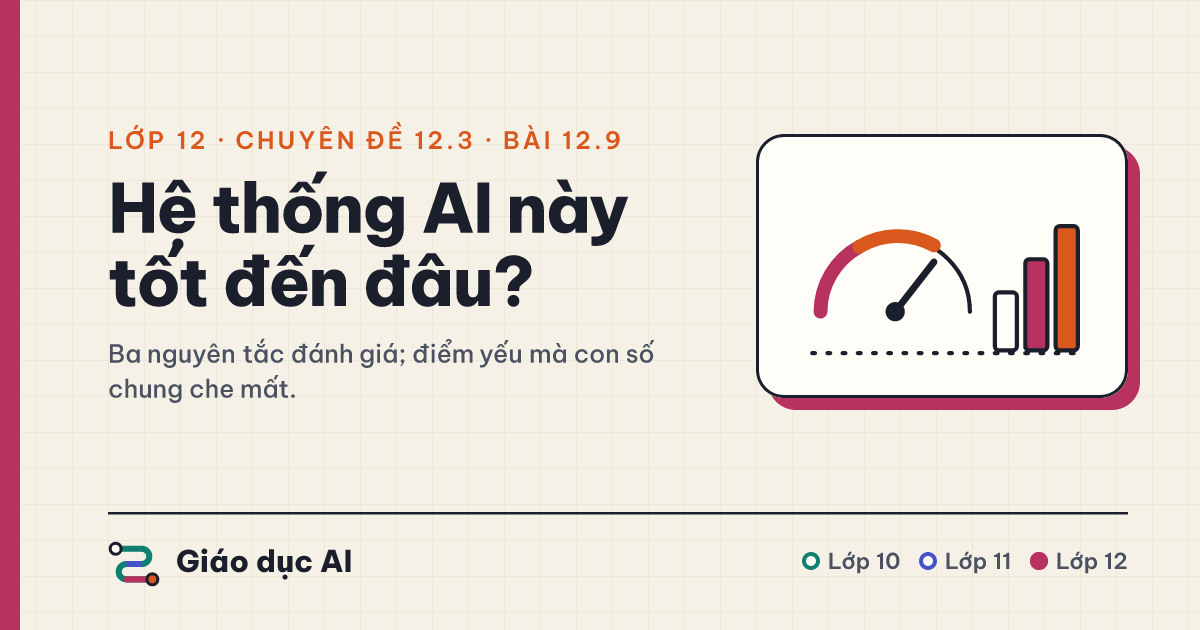 LỚP 12 · CHUYÊN ĐỀ 12.3 · BÀI 12.9
Hệ thống AI này
tốt đến đâu?
Ba nguyên tắc đánh giá; điểm yếu mà con số
chung che mất.
Giáo dục AI
Lớp 10
Lớp 11
Lớp 12